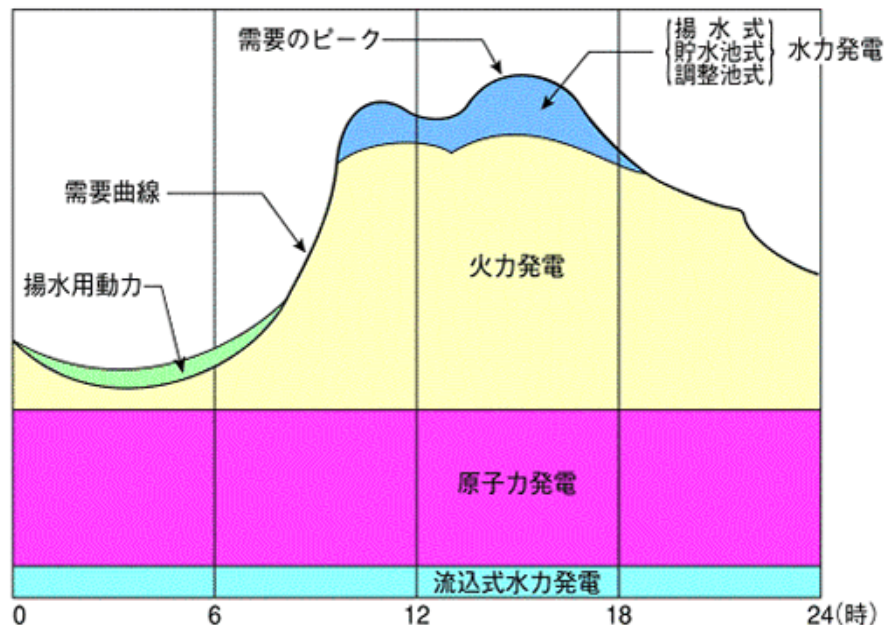 需要のピーク
揚水式
貯水池式
調整池式
水力発電
需要曲線
揚水用動力
火力発電
原子力発電
流込式水力発電
0 6 12 18 24(時)